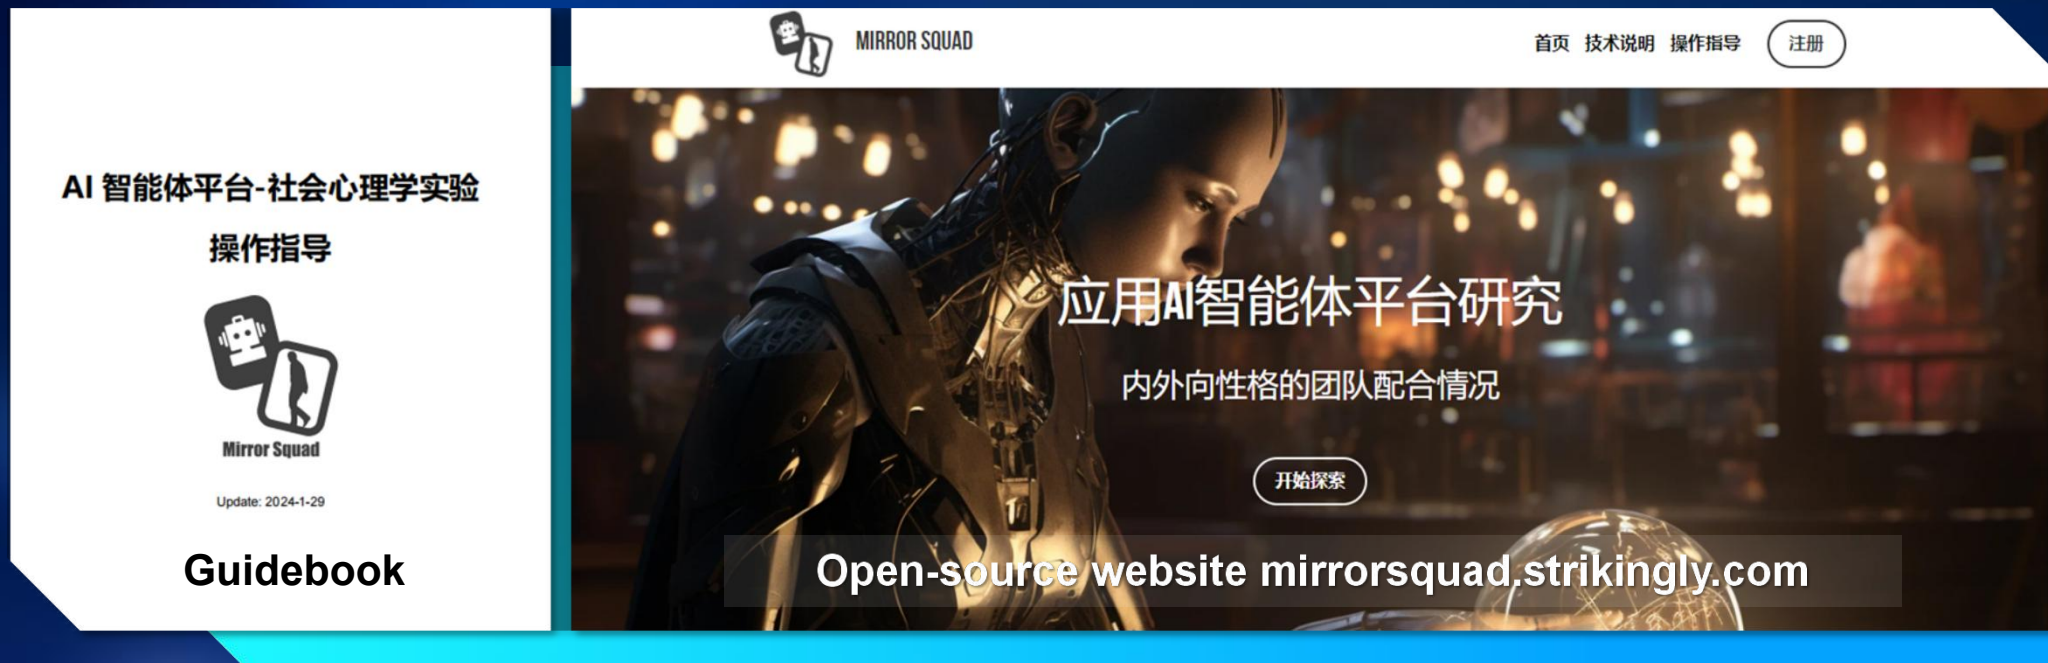 AI 智能体平台-社会心理学实验
操作指导
Mirror Squad
Update: 2024-1-29
Guidebook
MIRROR SQUAD
首页 技术说明 操作指导 注册
应用AI智能体平台研究
内外向性格的团队配合情况
开始探索
Open-source website mirrorsquad.strikingly.com